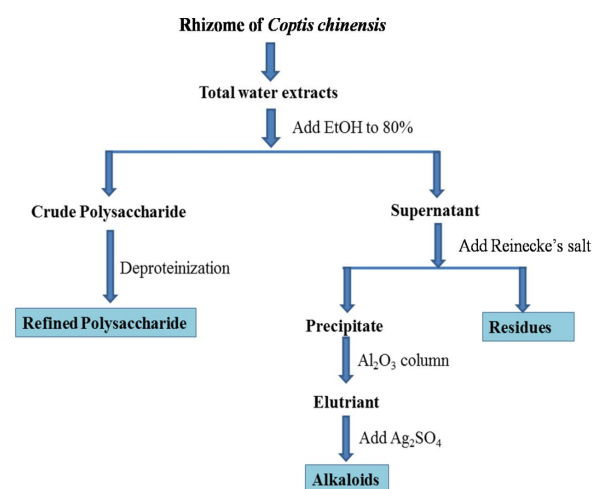 Rhizome of Coptis chinensis
Total water extracts
Add EtOH to 80%
Crude Polysaccharide
Supernatant
Deproteinization
Add Reinecke's salt
Refined Polysaccharide
Precipitate
Residues
Al₂O₃ column
Elutriant
Add Ag₂SO₄
Alkaloids